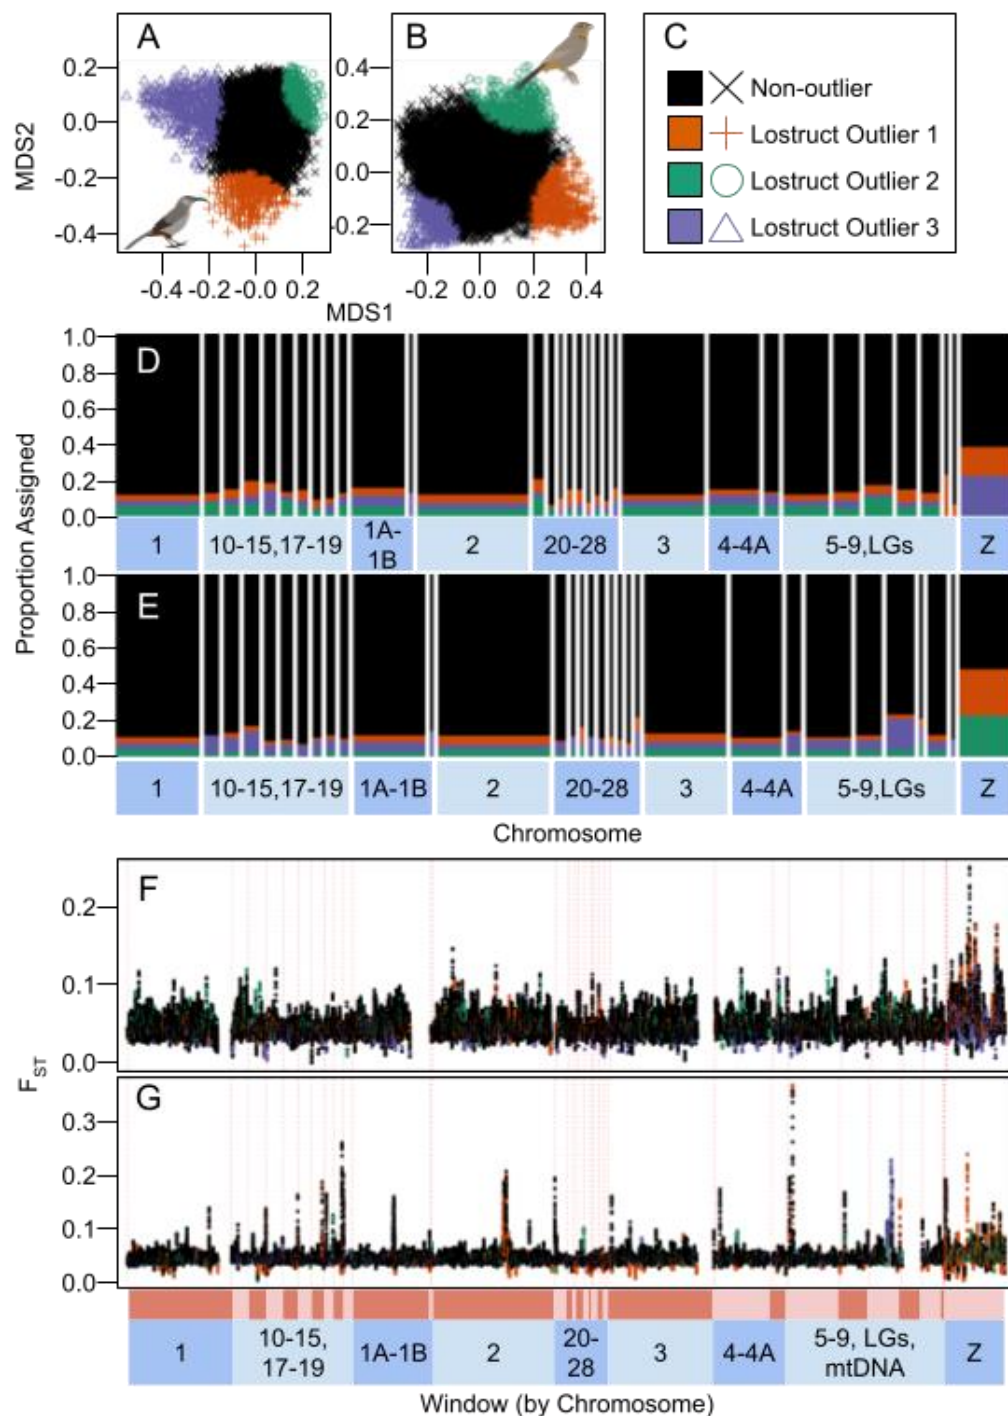 A
B
C
Non-outlier
Lostruct Outlier 1
Lostruct Outlier 2
Lostruct Outlier 3
MDS2
0.2
0.0
-0.2
-0.4
0.4
0.2
0.0
-0.2
-0.4 -0.2 -0.0 0.2
-0.2 0.0 0.2 0.4
MDS1
Proportion Assigned
D
1.0
0.8
0.6
0.4
0.2
0.0
1 10-15,17-19 1A-1B 2 20-28 3 4-4A 5-9,LGs Z
E
1.0
0.8
0.6
0.4
0.2
0.0
1 10-15,17-19 1A-1B 2 20-28 3 4-4A 5-9,LGs Z
Chromosome
FST
F
0.2
0.1
0.0
G
0.3
0.2
0.1
0.0
1 10-15, 17-19 1A-1B 2 20-28 3 4-4A 5-9, LGs, mtDNA Z
Window (by Chromosome)